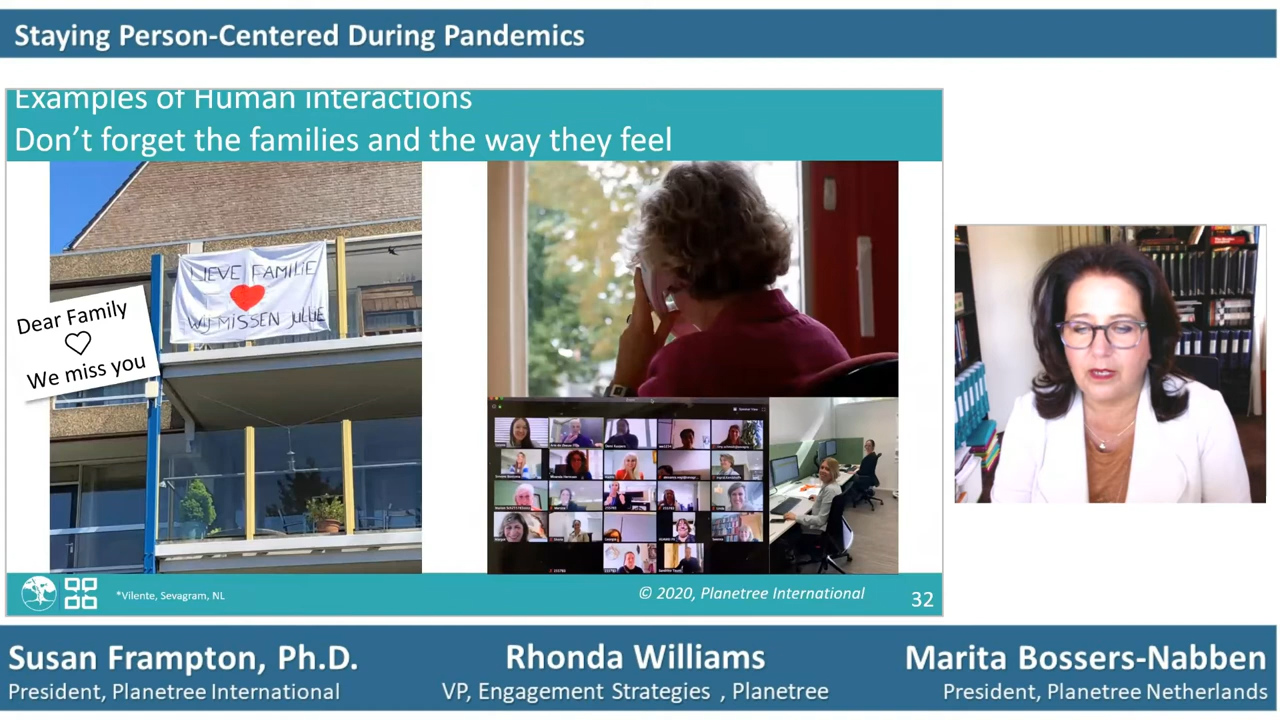 Staying Person-Centered During Pandemics
Examples of Human interactions
Don't forget the families and the way they feel
LIEVE FAMILIE
WIJ MISSEN JULLIE
Dear Family
We miss you
*Vilente, Sevagram, NL
© 2020, Planetree International
32
Susan Frampton, Ph.D.
President, Planetree International
Rhonda Williams
VP, Engagement Strategies , Planetree
Marita Bossers-Nabben
President, Planetree Netherlands